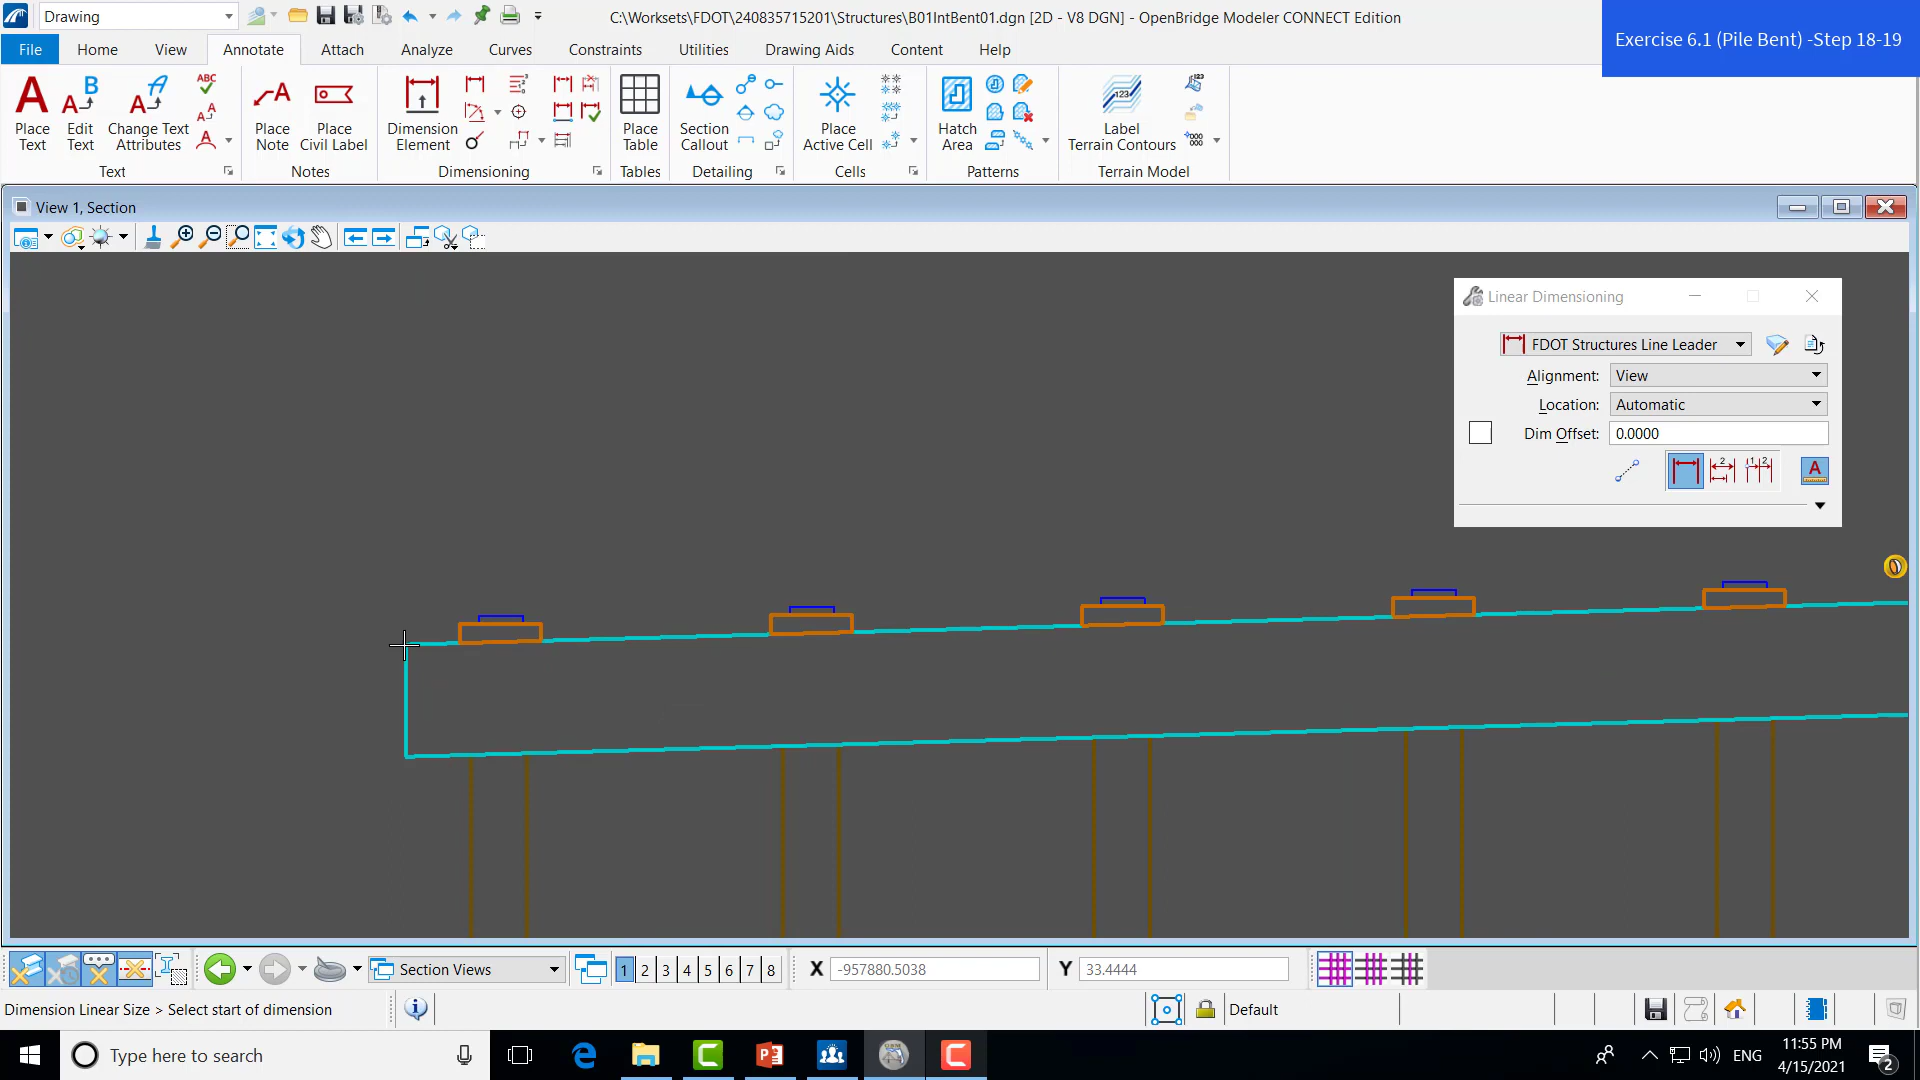 Drawing
C:\Worksets\FDOT\240835715201\Structures\B01IntBent01.dgn [2D - V8 DGN] - OpenBridge Modeler CONNECT Edition
Exercise 6.1 (Pile Bent) -Step 18-19
File Home View Annotate Attach Analyze Curves Constraints Utilities Drawing Aids Content Help
Place Text
Edit Text
Change Text Attributes
ABC
Text
Place Note
Place Civil Label
Notes
Dimension Element
Dimensioning
Place Table
Tables
Section Callout
Detailing
Place Active Cell
Cells
Hatch Area
Patterns
Label Terrain Contours
Terrain Model
View 1, Section
Linear Dimensioning
FDOT Structures Line Leader
Alignment: View
Location: Automatic
Dim Offset: 0.0000
Section Views
1 2 3 4 5 6 7 8
X -957880.5038
Y 33.4444
Dimension Linear Size > Select start of dimension
Default
Type here to search
ENG
11:55 PM
4/15/2021
2